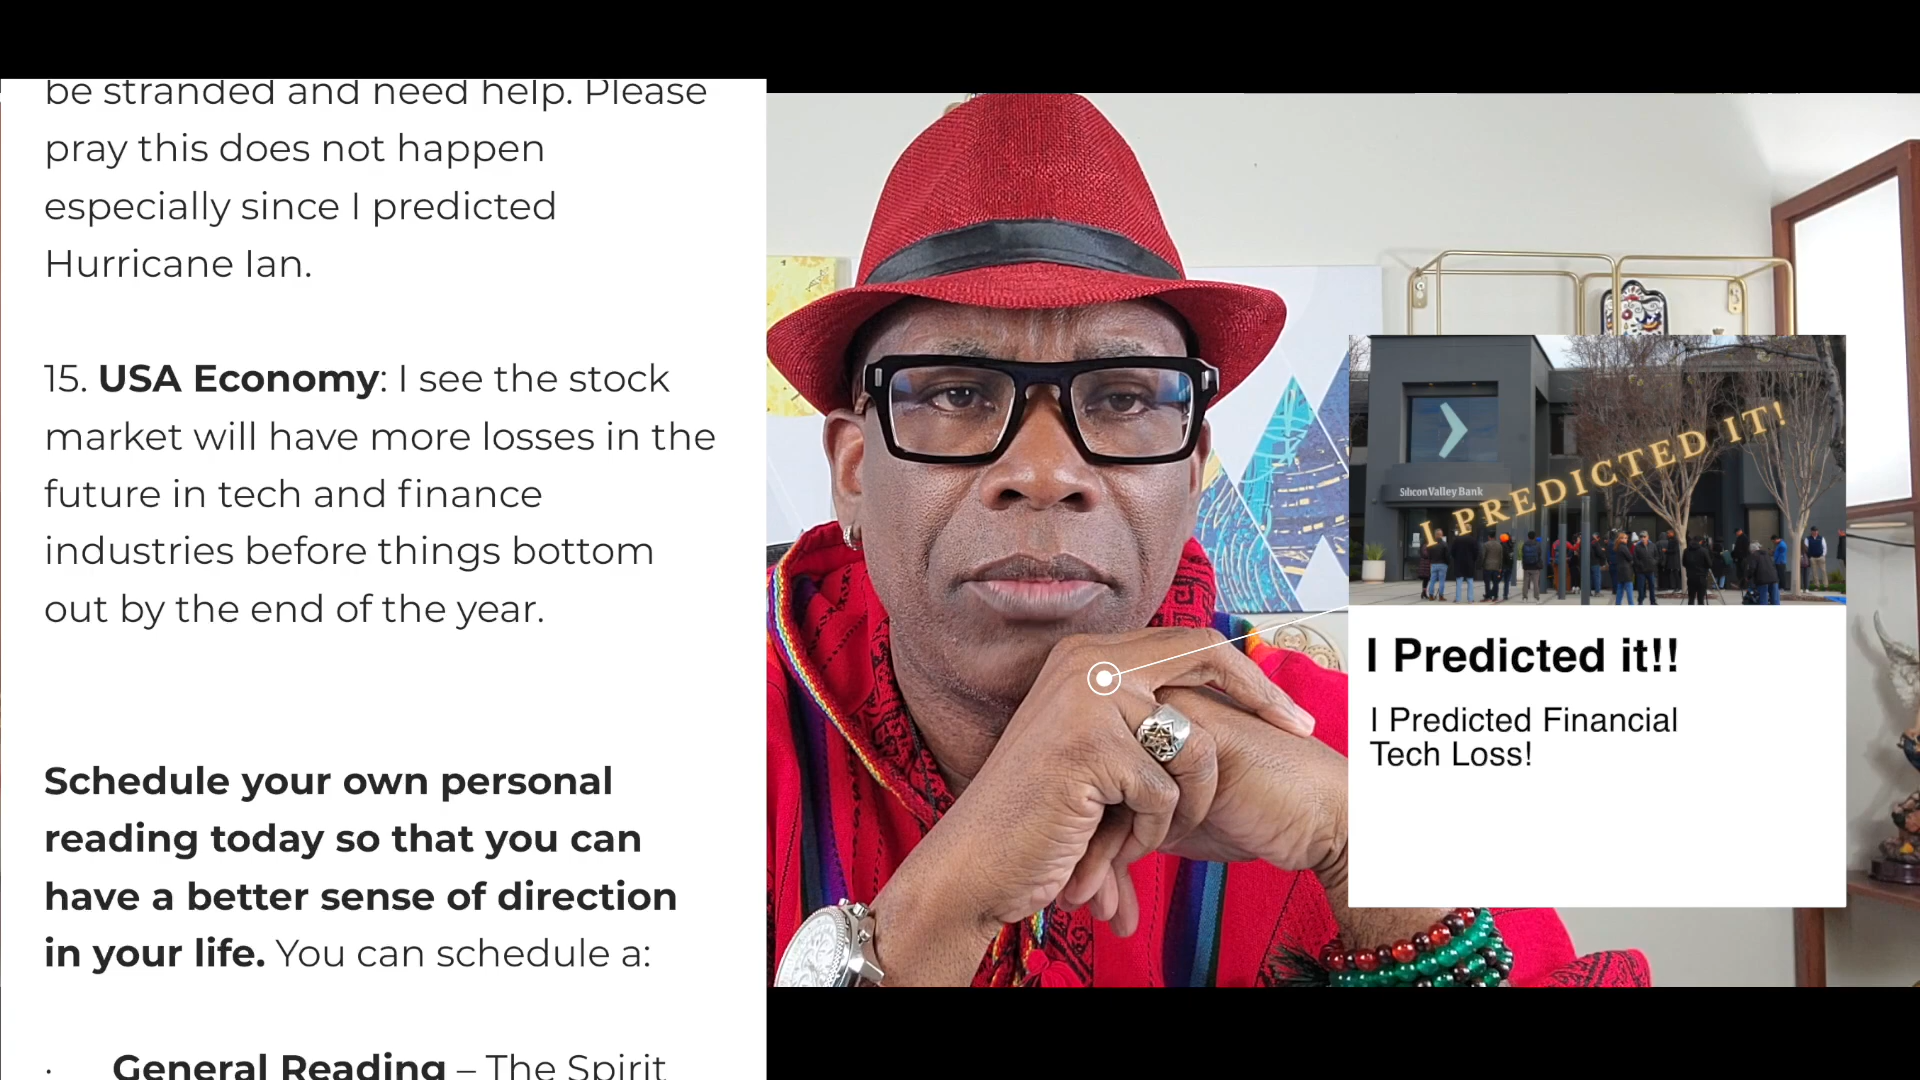 be stranded and need help. Please
pray this does not happen
especially since I predicted
Hurricane Ian.
15. USA Economy: I see the stock
market will have more losses in the
future in tech and finance
industries before things bottom
out by the end of the year.
Schedule your own personal
reading today so that you can
have a better sense of direction
in your life. You can schedule a:
· General Reading – The Spirit
Silicon Valley Bank
I PREDICTED IT!
I Predicted it!!
I Predicted Financial
Tech Loss!